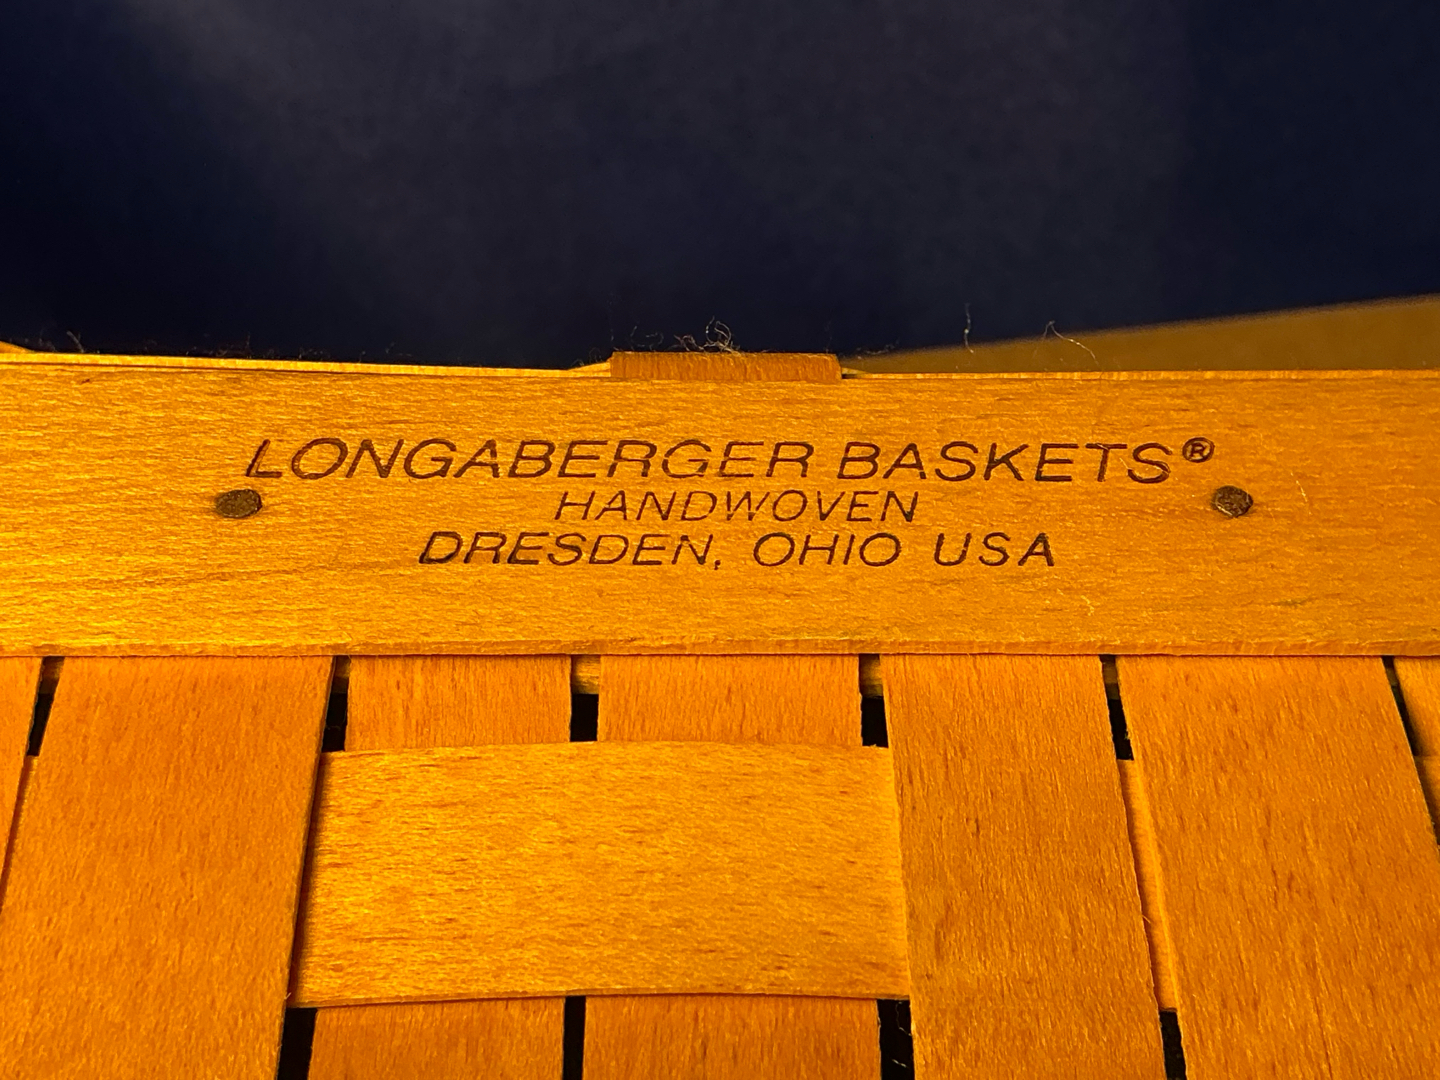 LONGABERGER BASKETS®
HANDWOVEN
DRESDEN, OHIO USA